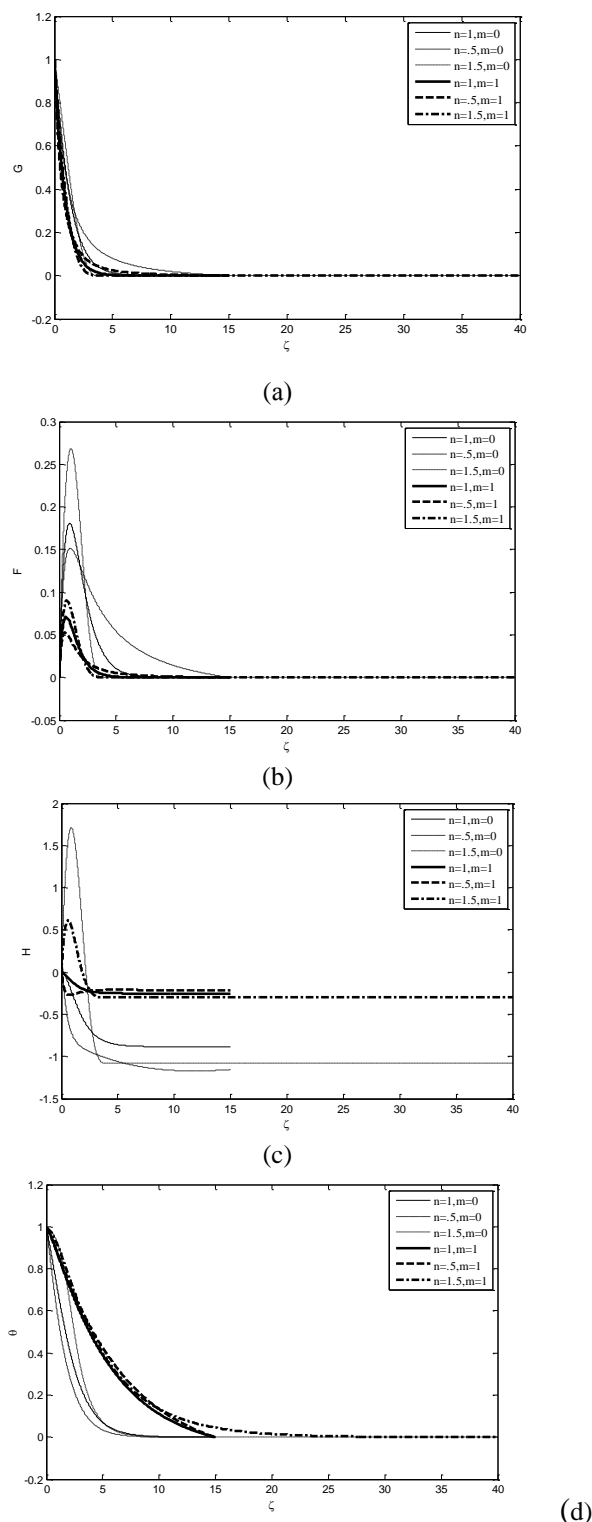 1.2
1
0.8
0.6
0.4
0.2
0
-0.2
G
n=1,m=0
n=.5,m=0
n=1.5,m=0
n=1,m=1
n=.5,m=1
n=1.5,m=1
0 5 10 15 20 25 30 35 40
ζ
(a)
0.3
0.25
0.2
0.15
0.1
0.05
0
-0.05
F
n=1,m=0
n=.5,m=0
n=1.5,m=0
n=1,m=1
n=.5,m=1
n=1.5,m=1
0 5 10 15 20 25 30 35 40
ζ
(b)
2
1.5
1
0.5
0
-0.5
-1
-1.5
H
n=1,m=0
n=.5,m=0
n=1.5,m=0
n=1,m=1
n=.5,m=1
n=1.5,m=1
0 5 10 15 20 25 30 35 40
ζ
(c)
1.2
1
0.8
0.6
0.4
0.2
0
-0.2
θ
n=1,m=0
n=.5,m=0
n=1.5,m=0
n=1,m=1
n=.5,m=1
n=1.5,m=1
0 5 10 15 20 25 30 35 40
ζ
(d)